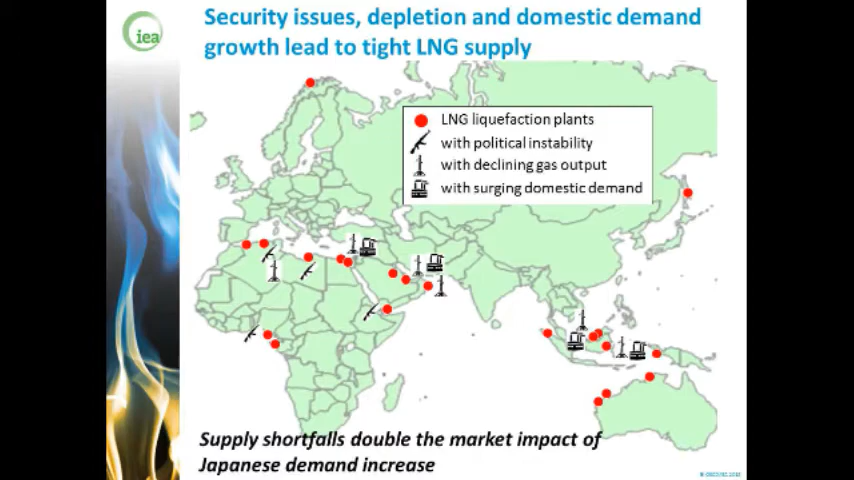 iea
Security issues, depletion and domestic demand
growth lead to tight LNG supply
LNG liquefaction plants
with political instability
with declining gas output
with surging domestic demand
Supply shortfalls double the market impact of
Japanese demand increase